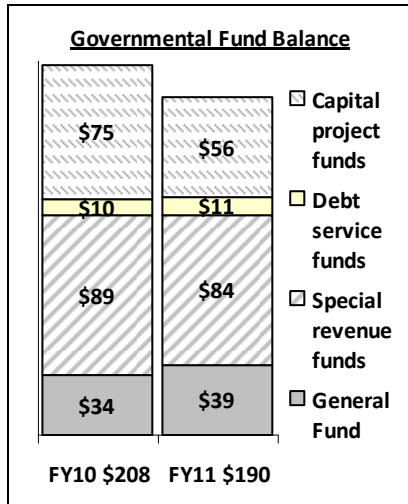 Governmental Fund Balance
$75
$56
$10
$11
$89
$84
$34
$39
Capital
project
funds
Debt
service
funds
Special
revenue
funds
General
Fund
FY10 $208
FY11 $190